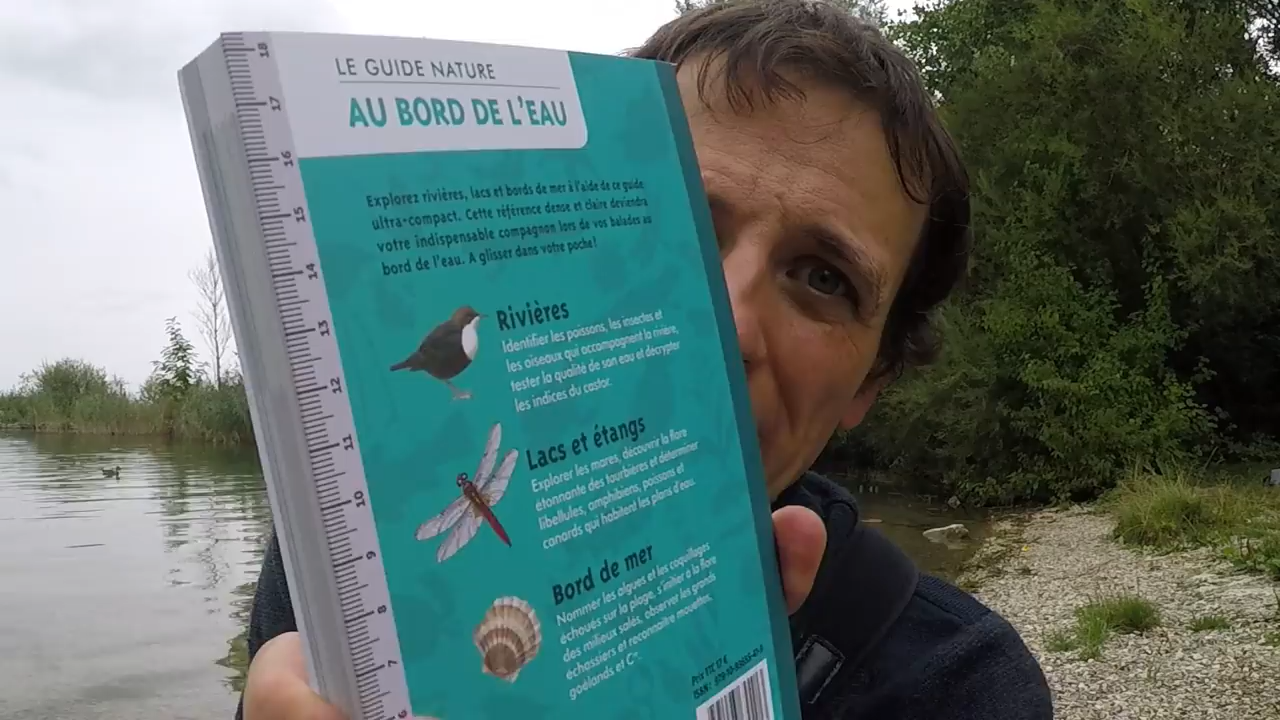 LE GUIDE NATURE
AU BORD DE L'EAU
Explorez rivières, lacs et bords de mer à l'aide de ce guide
ultra-compact. Cette référence dense et claire deviendra
votre indispensable compagnon lors de vos balades au
bord de l'eau. A glisser dans votre poche!
Rivières
Identifier les poissons, les insectes et
les oiseaux qui accompagnent la rivière,
tester la qualité de son eau et décrypter
les indices du castor.
Lacs et étangs
Explorer les mares, découvrir la flore
étonnante des tourbières et déterminer
libellules, amphibiens, poissons et
canards qui habitent les plans d'eau.
Bord de mer
Nommer les algues et les coquillages
échoués sur la plage, s'initier à la flore
des milieux salés, observer les grands
échassiers et reconnaître mouettes,
goélands et Cie.
Prix TTC 17 €
ISBN :
18
17
16
15
14
13
12
11
10
9
8
7
6